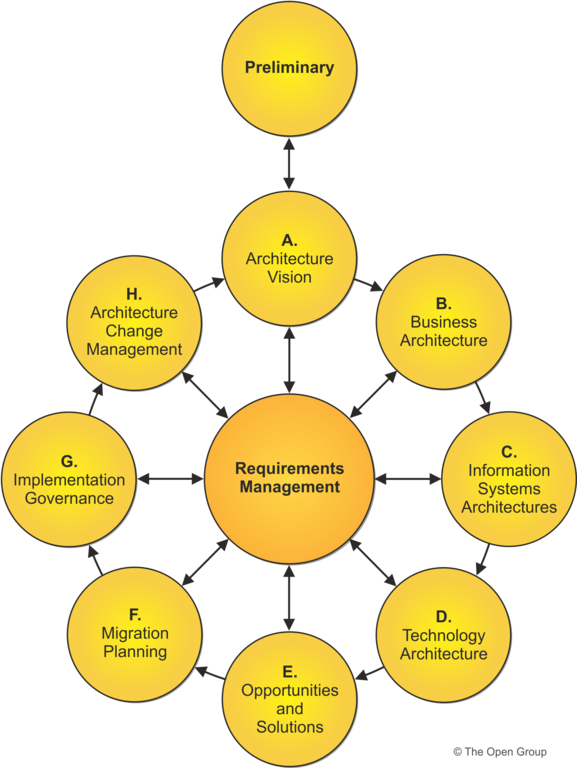 Preliminary
A.
Architecture
Vision
B.
Business
Architecture
C.
Information
Systems
Architectures
D.
Technology
Architecture
E.
Opportunities
and
Solutions
F.
Migration
Planning
G.
Implementation
Governance
H.
Architecture
Change
Management
Requirements
Management
© The Open Group